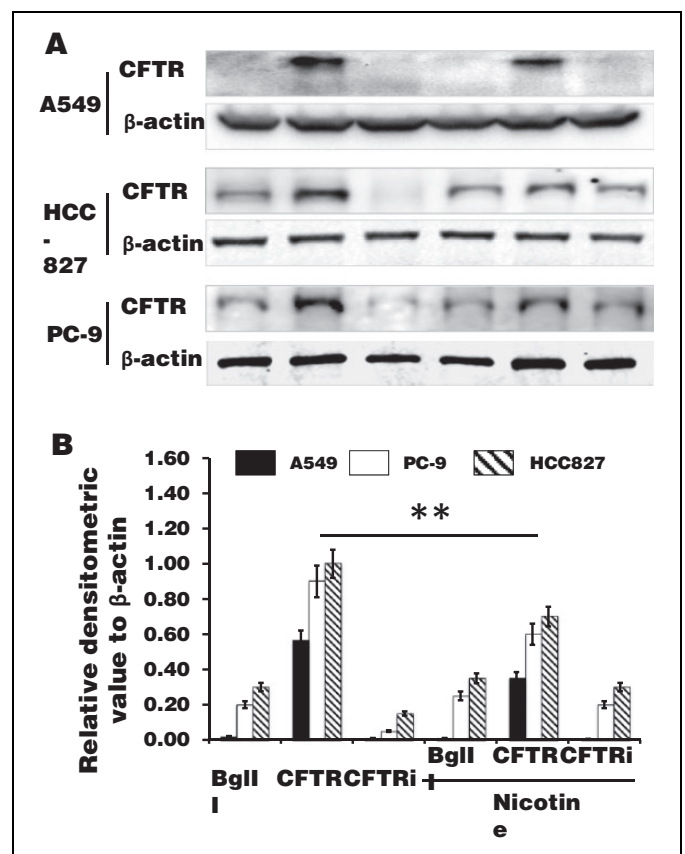 A
CFTR
A549
β-actin
CFTR
HCC
-
827
β-actin
CFTR
PC-9
β-actin
B
Relative densitometric
value to β-actin
1.60
1.40
1.20
1.00
0.80
0.60
0.40
0.20
0.00
A549 PC-9 HCC827
**
BglI
I
CFTR CFTRi
BglI
I
CFTR CFTRi
Nicotin
e